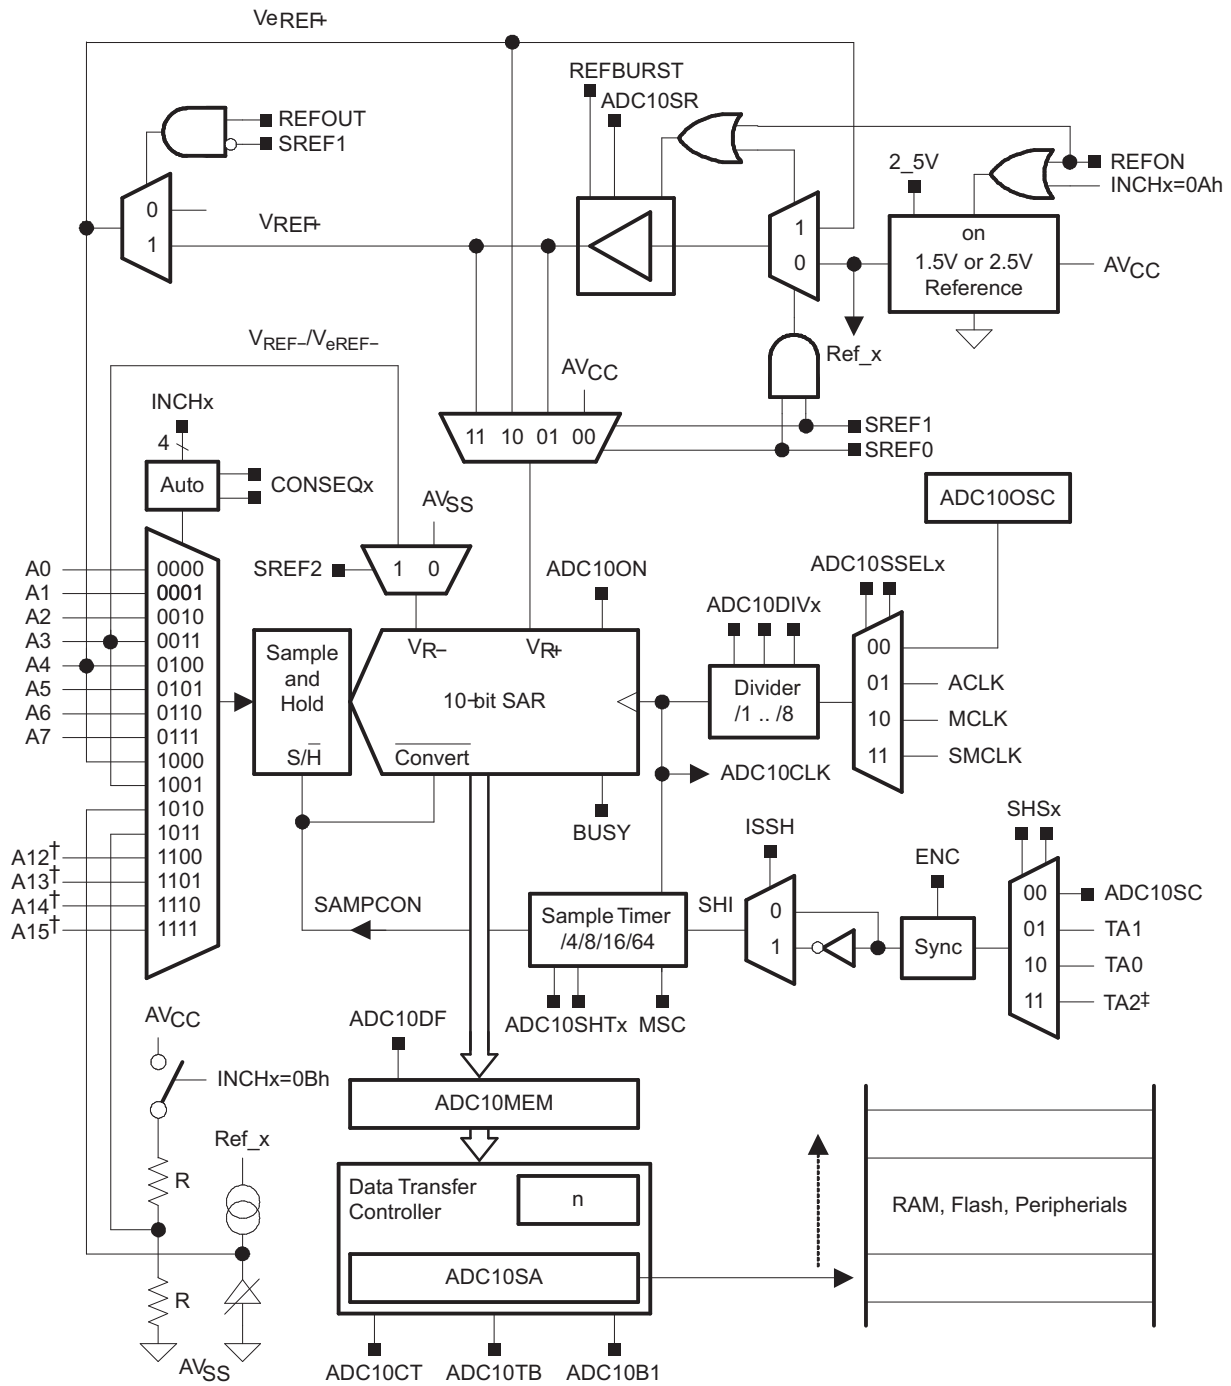 VeREF+
REFBURST
ADC10SR
REFOUT
SREF1
2_5V
REFON
INCHx=0Ah
0
1
VREF+
1
0
on
1.5V or 2.5V
Reference
AVCC
Ref_x
VREF−/VeREF−
AVCC
INCHx
4
11 10 01 00
SREF1
SREF0
Auto
CONSEQx
AVSS
ADC10OSC
SREF2
1 0
ADC10ON
ADC10SSELx
ADC10DIVx
A0
A1
A2
A3
A4
A5
A6
A7
A12†
A13†
A14†
A15†
0000
0001
0010
0011
0100
0101
0110
0111
1000
1001
1010
1011
1100
1101
1110
1111
Sample
and
Hold
S/H
VR−
VR+
10−bit SAR
Convert
Divider
/1 .. /8
00
01
10
11
ACLK
MCLK
SMCLK
ADC10CLK
BUSY
ISSH
SHSx
ENC
SAMPCON
Sample Timer
/4/8/16/64
SHI
0
1
Sync
00
01
10
11
ADC10SC
TA1
TA0
TA2‡
ADC10SHTx
MSC
ADC10DF
AVCC
INCHx=0Bh
ADC10MEM
Ref_x
R
R
AVSS
Data Transfer
Controller
n
ADC10SA
RAM, Flash, Peripherials
ADC10CT
ADC10TB
ADC10B1